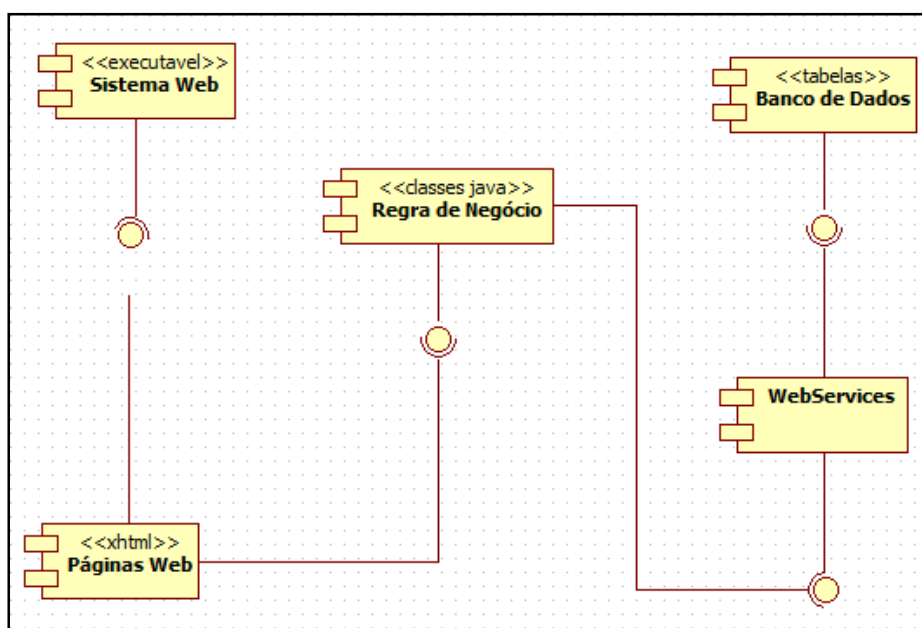 <<executavel>>
Sistema Web
<<tabelas>>
Banco de Dados
<<classes java>>
Regra de Negócio
WebServices
<<xhtml>>
Páginas Web